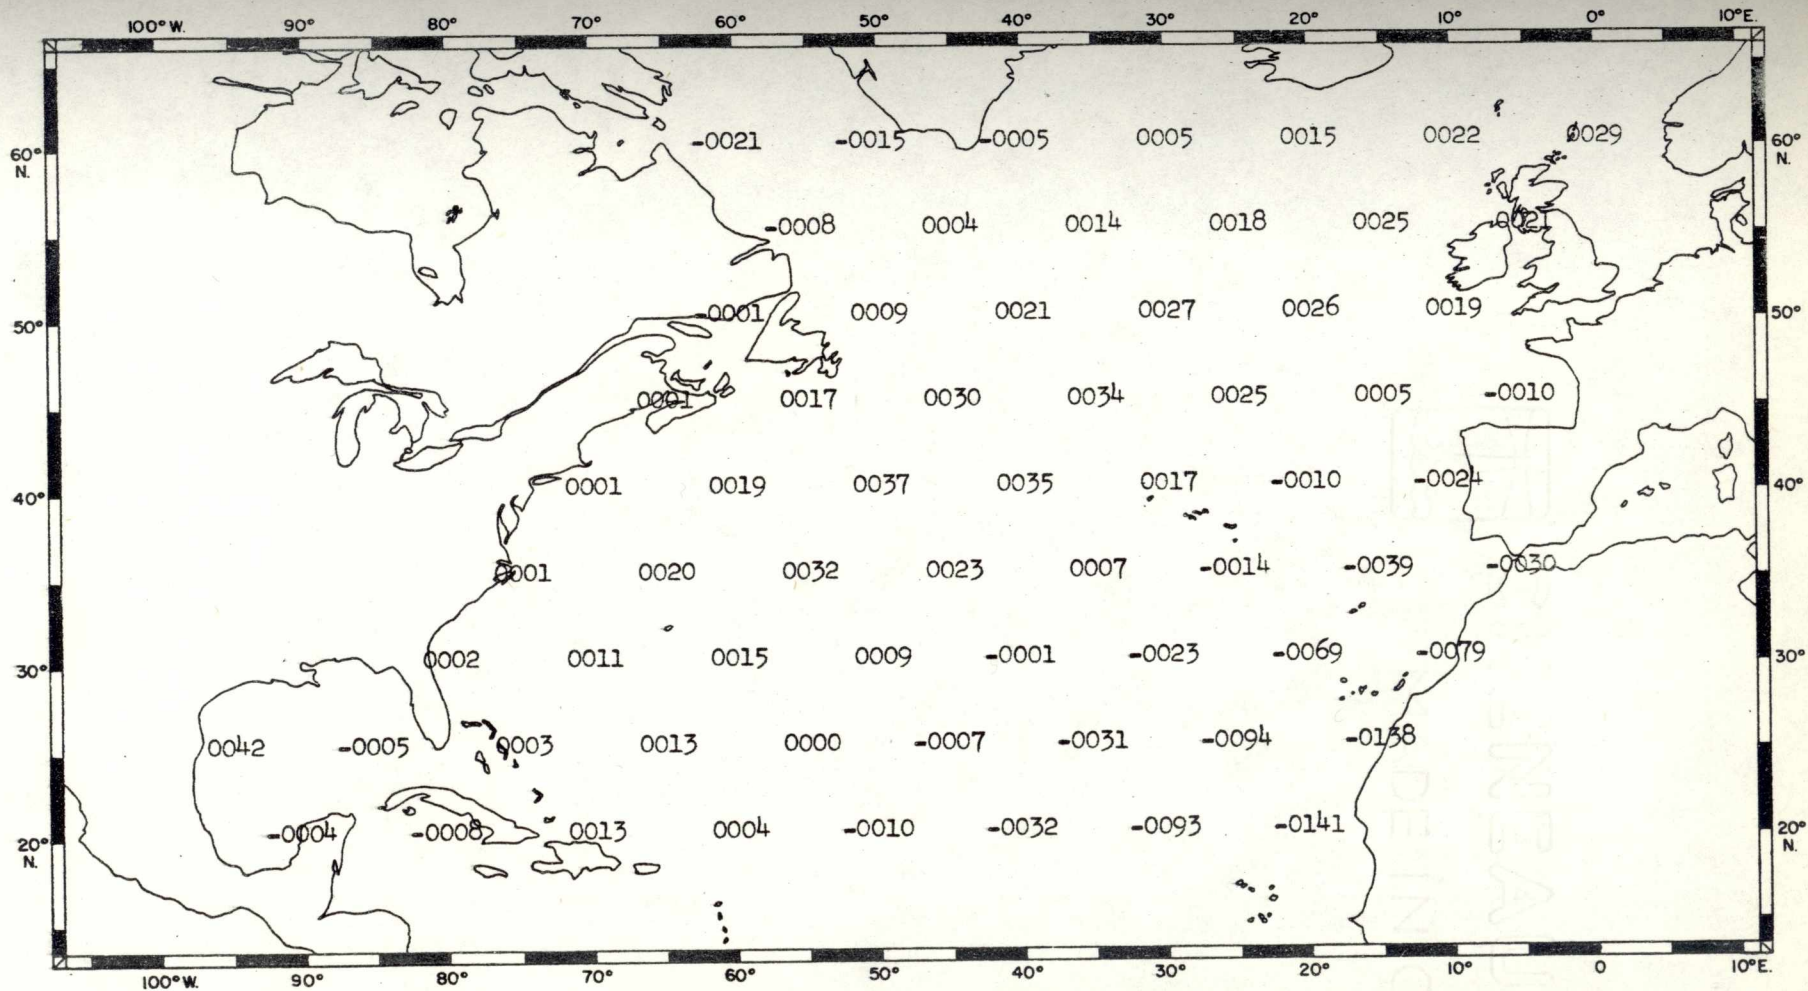 100°W. 90° 80° 70° 60° 50° 40° 30° 20° 10° 0° 10°E.
60° N. -0021 -0015 -0005 0005 0015 0022 0029 60° N.
-0008 0004 0014 0018 0025 -0021
50° -0001 0009 0021 0027 0026 0019 50°
0001 0017 0030 0034 0025 0005 -0010
40° 0001 0019 0037 0035 0017 -0010 -0024 40°
0001 0020 0032 0023 0007 -0014 -0039 -0030
30° 0002 0011 0015 0009 -0001 -0023 -0069 -0079 30°
0042 -0005 0003 0013 0000 -0007 -0031 -0094 -0138
20° N. -0004 -0008 0013 0004 -0010 -0032 -0093 -0141 20° N.
100°W. 90° 80° 70° 60° 50° 40° 30° 20° 10° 0 10°E.